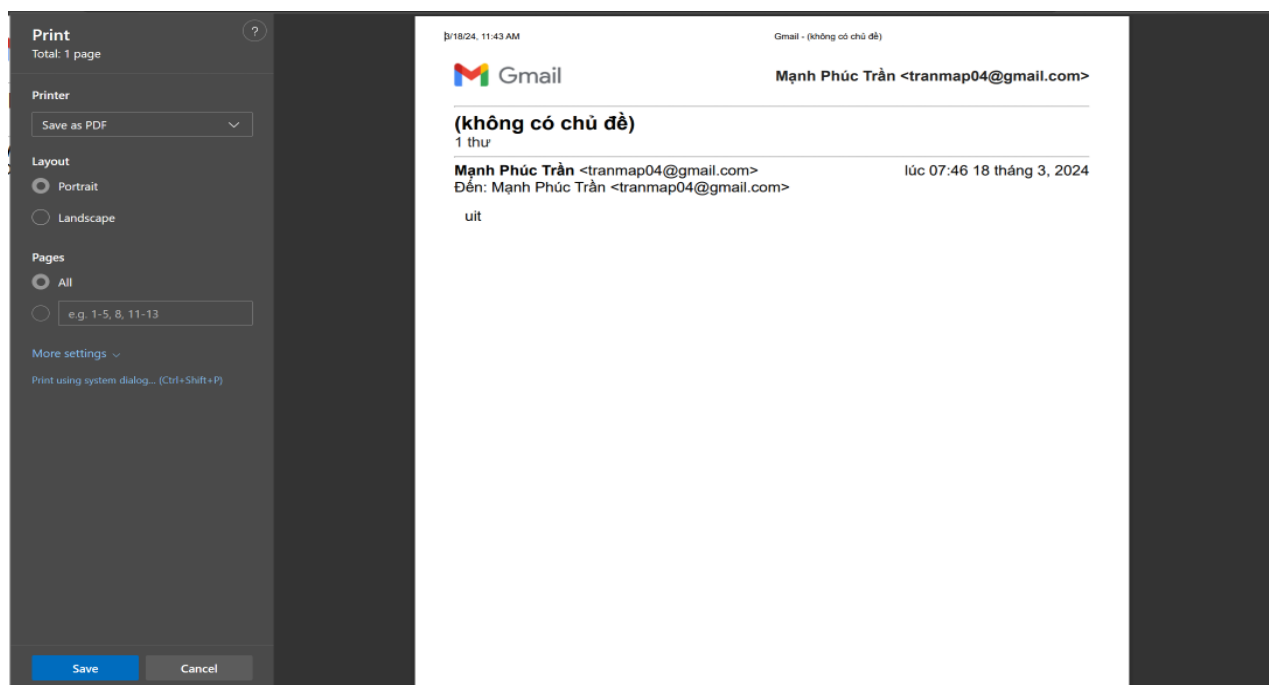 Print
Total: 1 page
?
Printer
Save as PDF
Layout
Portrait
Landscape
Pages
All
e.g. 1-5, 8, 11-13
More settings
Print using system dialog... (Ctrl+Shift+P)
Save Cancel
3/18/24, 11:43 AM Gmail - (không có chủ đề)
Gmail Mạnh Phúc Trần <tranmap04@gmail.com>
(không có chủ đề)
1 thư
Mạnh Phúc Trần <tranmap04@gmail.com> lúc 07:46 18 tháng 3, 2024
Đến: Mạnh Phúc Trần <tranmap04@gmail.com>
uit